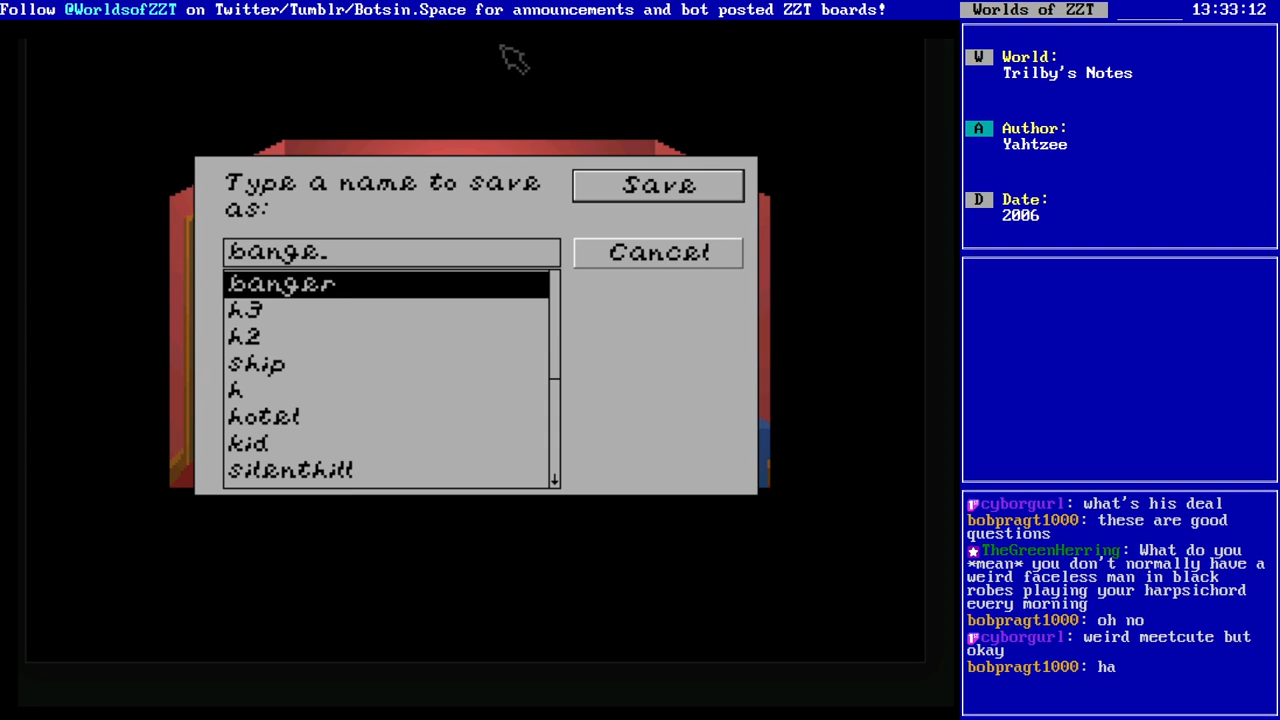 Follow @WorldsofZZT on Twitter/Tumblr/Botsin.Space for announcements and bot posted ZZT boards!
Worlds of ZZT
13:33:12
W World:
Trilby's Notes
A Author:
Yahtzee
D Date:
2006
Type a name to save
as:
Save
bange_
Cancel
banger
h3
h2
ship
h
hotel
kid
silenthill
cyborgurl: what's his deal
bobpragt1000: these are good
questions
TheGreenHerring: What do you
*mean* you don't normally have a
weird faceless man in black
robes playing your harpsichord
every morning
bobpragt1000: oh no
cyborgurl: weird meetcute but
okay
bobpragt1000: ha